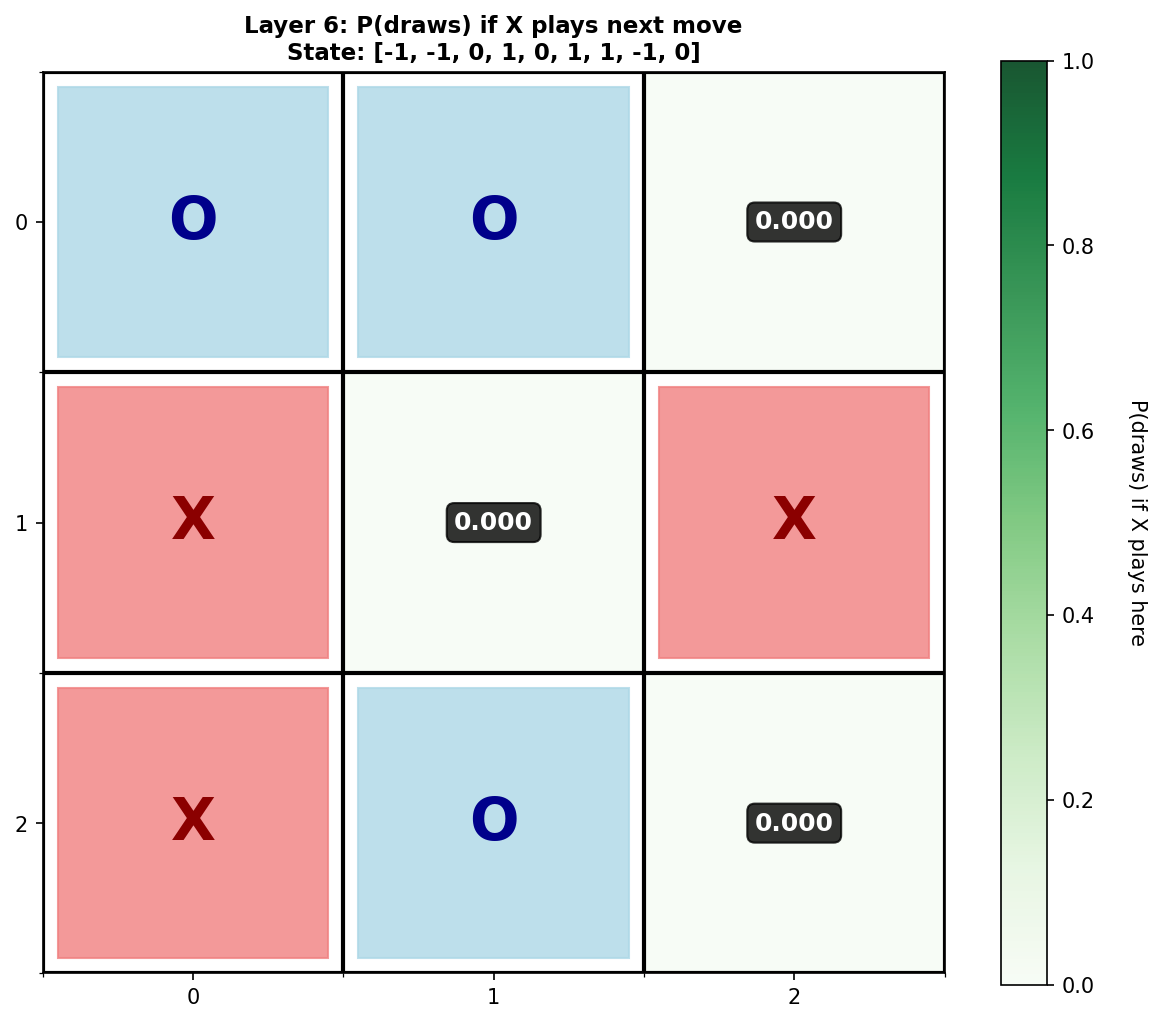 Layer 6: P(draws) if X plays next move
State: [-1, -1, 0, 1, 0, 1, 1, -1, 0]
0
O
O
0.000
1
X
0.000
X
2
X
O
0.000
0
1
2
1.0
0.8
0.6
0.4
0.2
0.0
P(draws) if X plays here